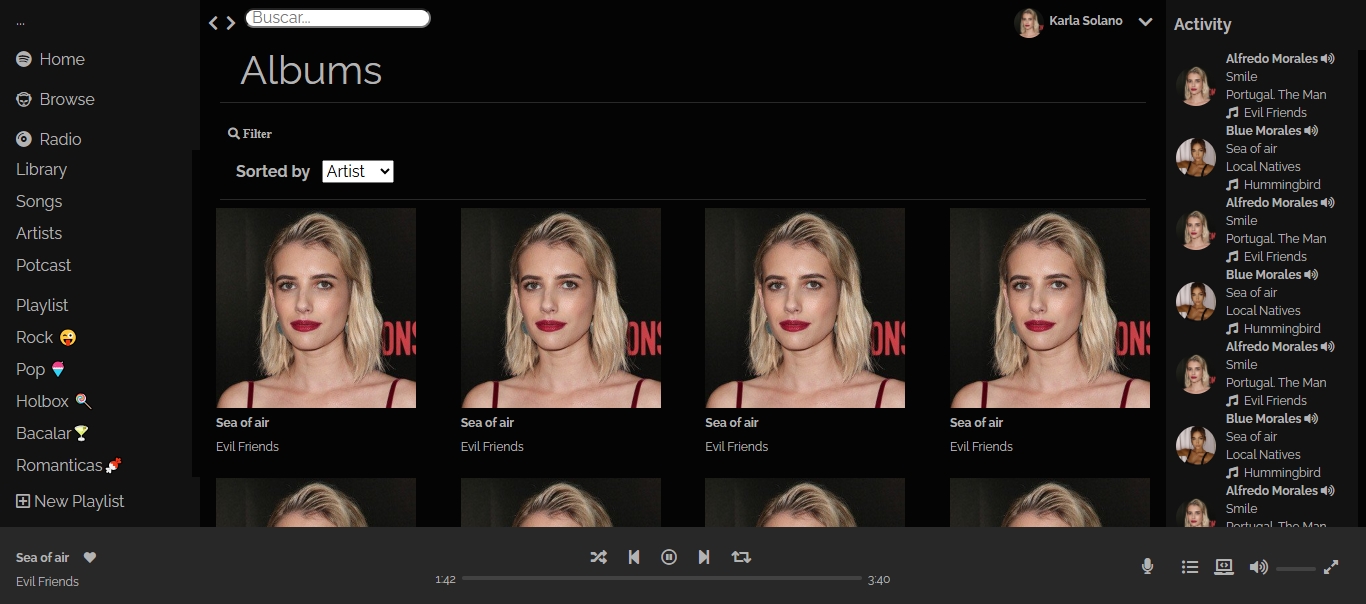 ...
Home
Browse
Radio
Library
Songs
Artists
Potcast
Playlist
Rock 😜
Pop 🍧
Holbox 🍭
Bacalar🍸
Romanticas
New Playlist
Buscar...
Karla Solano
Albums
Filter
Sorted by Artist
ONS ONS ONS ONS
Sea of air Sea of air Sea of air Sea of air
Evil Friends Evil Friends Evil Friends Evil Friends
Activity
Alfredo Morales
Smile
Portugal. The Man
Evil Friends
Blue Morales
Sea of air
Local Natives
Hummingbird
Alfredo Morales
Smile
Portugal. The Man
Evil Friends
Blue Morales
Sea of air
Local Natives
Hummingbird
Alfredo Morales
Smile
Portugal. The Man
Evil Friends
Blue Morales
Sea of air
Local Natives
Hummingbird
Alfredo Morales
Smile
Portugal. The Man
Sea of air
Evil Friends
1:42 3:40